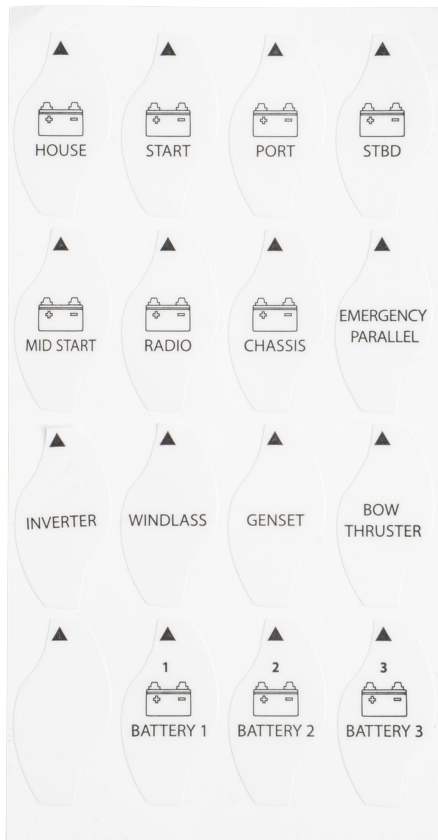 HOUSE START PORT STBD
MID START RADIO CHASSIS EMERGENCY
PARALLEL
INVERTER WINDLASS GENSET BOW
THRUSTER
1 2 3
BATTERY 1 BATTERY 2 BATTERY 3